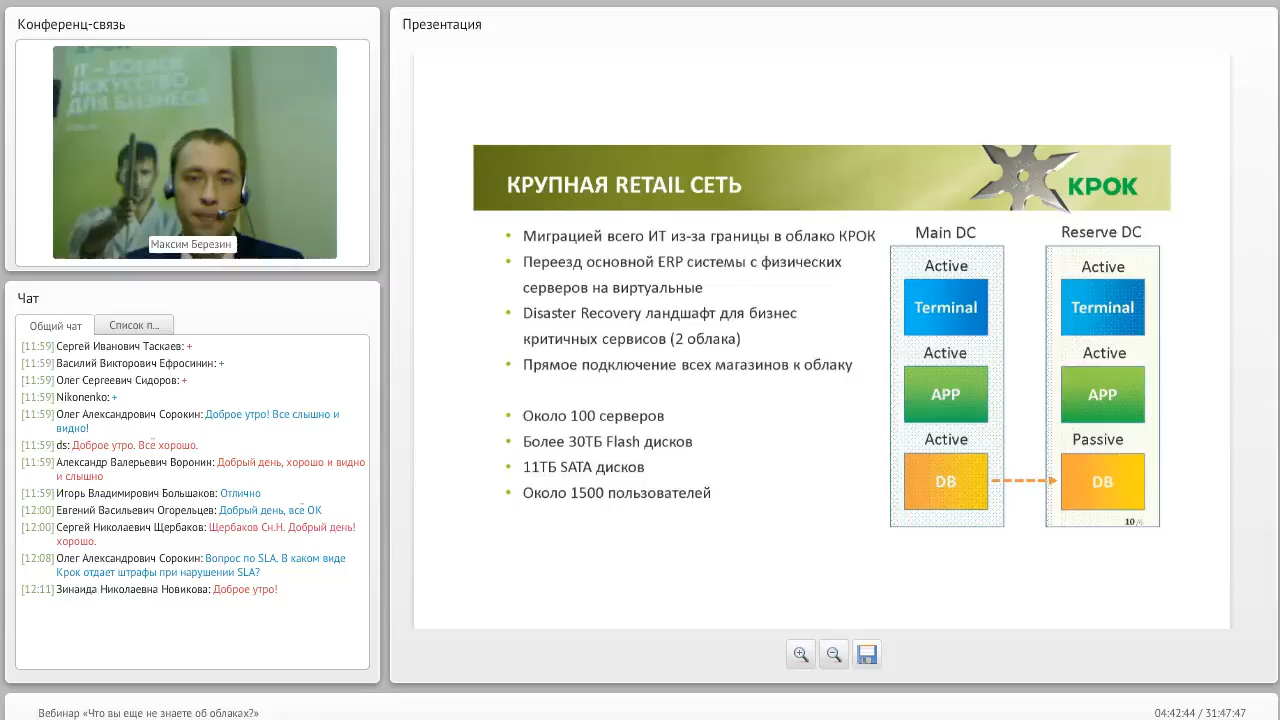 Конференц-связь
IT – БОЕВОЕ
ИСКУССТВО
ДЛЯ БИЗНЕСА
Максим Березин
Чат
Общий чат
Список п...
[11:59] Сергей Иванович Таскаев: +
[11:59] Василий Викторович Ефросинин: +
[11:59] Олег Сергеевич Сидоров: +
[11:59] Nikonenko: +
[11:59] Олег Александрович Сорокин: Доброе утро! Все слышно и
видно!
[11:59] ds: Доброе утро. Всё хорошо.
[11:59] Александр Валерьевич Воронин: Добрый день, хорошо и видно
и слышно
[11:59] Игорь Владимирович Большаков: Отлично
[12:00] Евгений Васильевич Огорельцев: Добрый день, всё ОК
[12:00] Сергей Николаевич Щербаков: Щербаков Сн.Н. Добрый день!
хорошо.
[12:08] Олег Александрович Сорокин: Вопрос по SLA. В каком виде
Крок отдает штрафы при нарушении SLA?
[12:11] Зинаида Николаевна Новикова: Доброе утро!
Презентация
КРУПНАЯ RETAIL СЕТЬ
КРОК
• Миграцией всего ИТ из-за границы в облако КРОК
• Переезд основной ERP системы с физических
серверов на виртуальные
• Disaster Recovery ландшафт для бизнес
критичных сервисов (2 облака)
• Прямое подключение всех магазинов к облаку
• Около 100 серверов
• Более 30ТБ Flash дисков
• 11ТБ SATA дисков
• Около 1500 пользователей
Main DC
Active
Terminal
Active
APP
Active
DB
Reserve DC
Active
Terminal
Active
APP
Passive
DB
Вебинар «Что вы еще не знаете об облаках?»
04:42:44 / 31:47:47